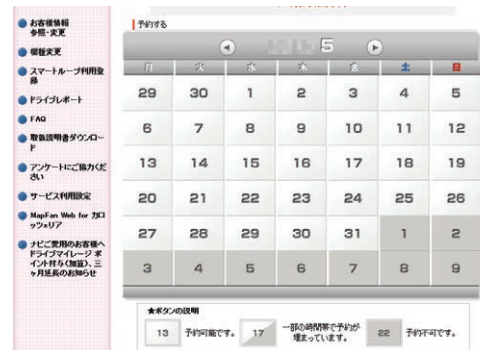 お客様情報
参照・変更
機種変更
スマートループ利用登
録
ドライブレポート
FAQ
取扱説明書ダウンロー
ド
アンケートにご協力くだ
さい
サービス利用設定
MapFan Web for カロ
ッツェリア
ナビご愛用のお客様へ
ドライブマイレージ ポ
イント付与(加算)、三
ヶ月延長のお知らせ
予約する
5
月 火 水 木 金 土 日
29 30 1 2 3 4 5
6 7 8 9 10 11 12
13 14 15 16 17 18 19
20 21 22 23 24 25 26
27 28 29 30 31 1 2
3 4 5 6 7 8 9
★ボタンの説明
13 予約可能です。 17 一部の時間帯で予約が
埋まっています。 22 予約不可です。